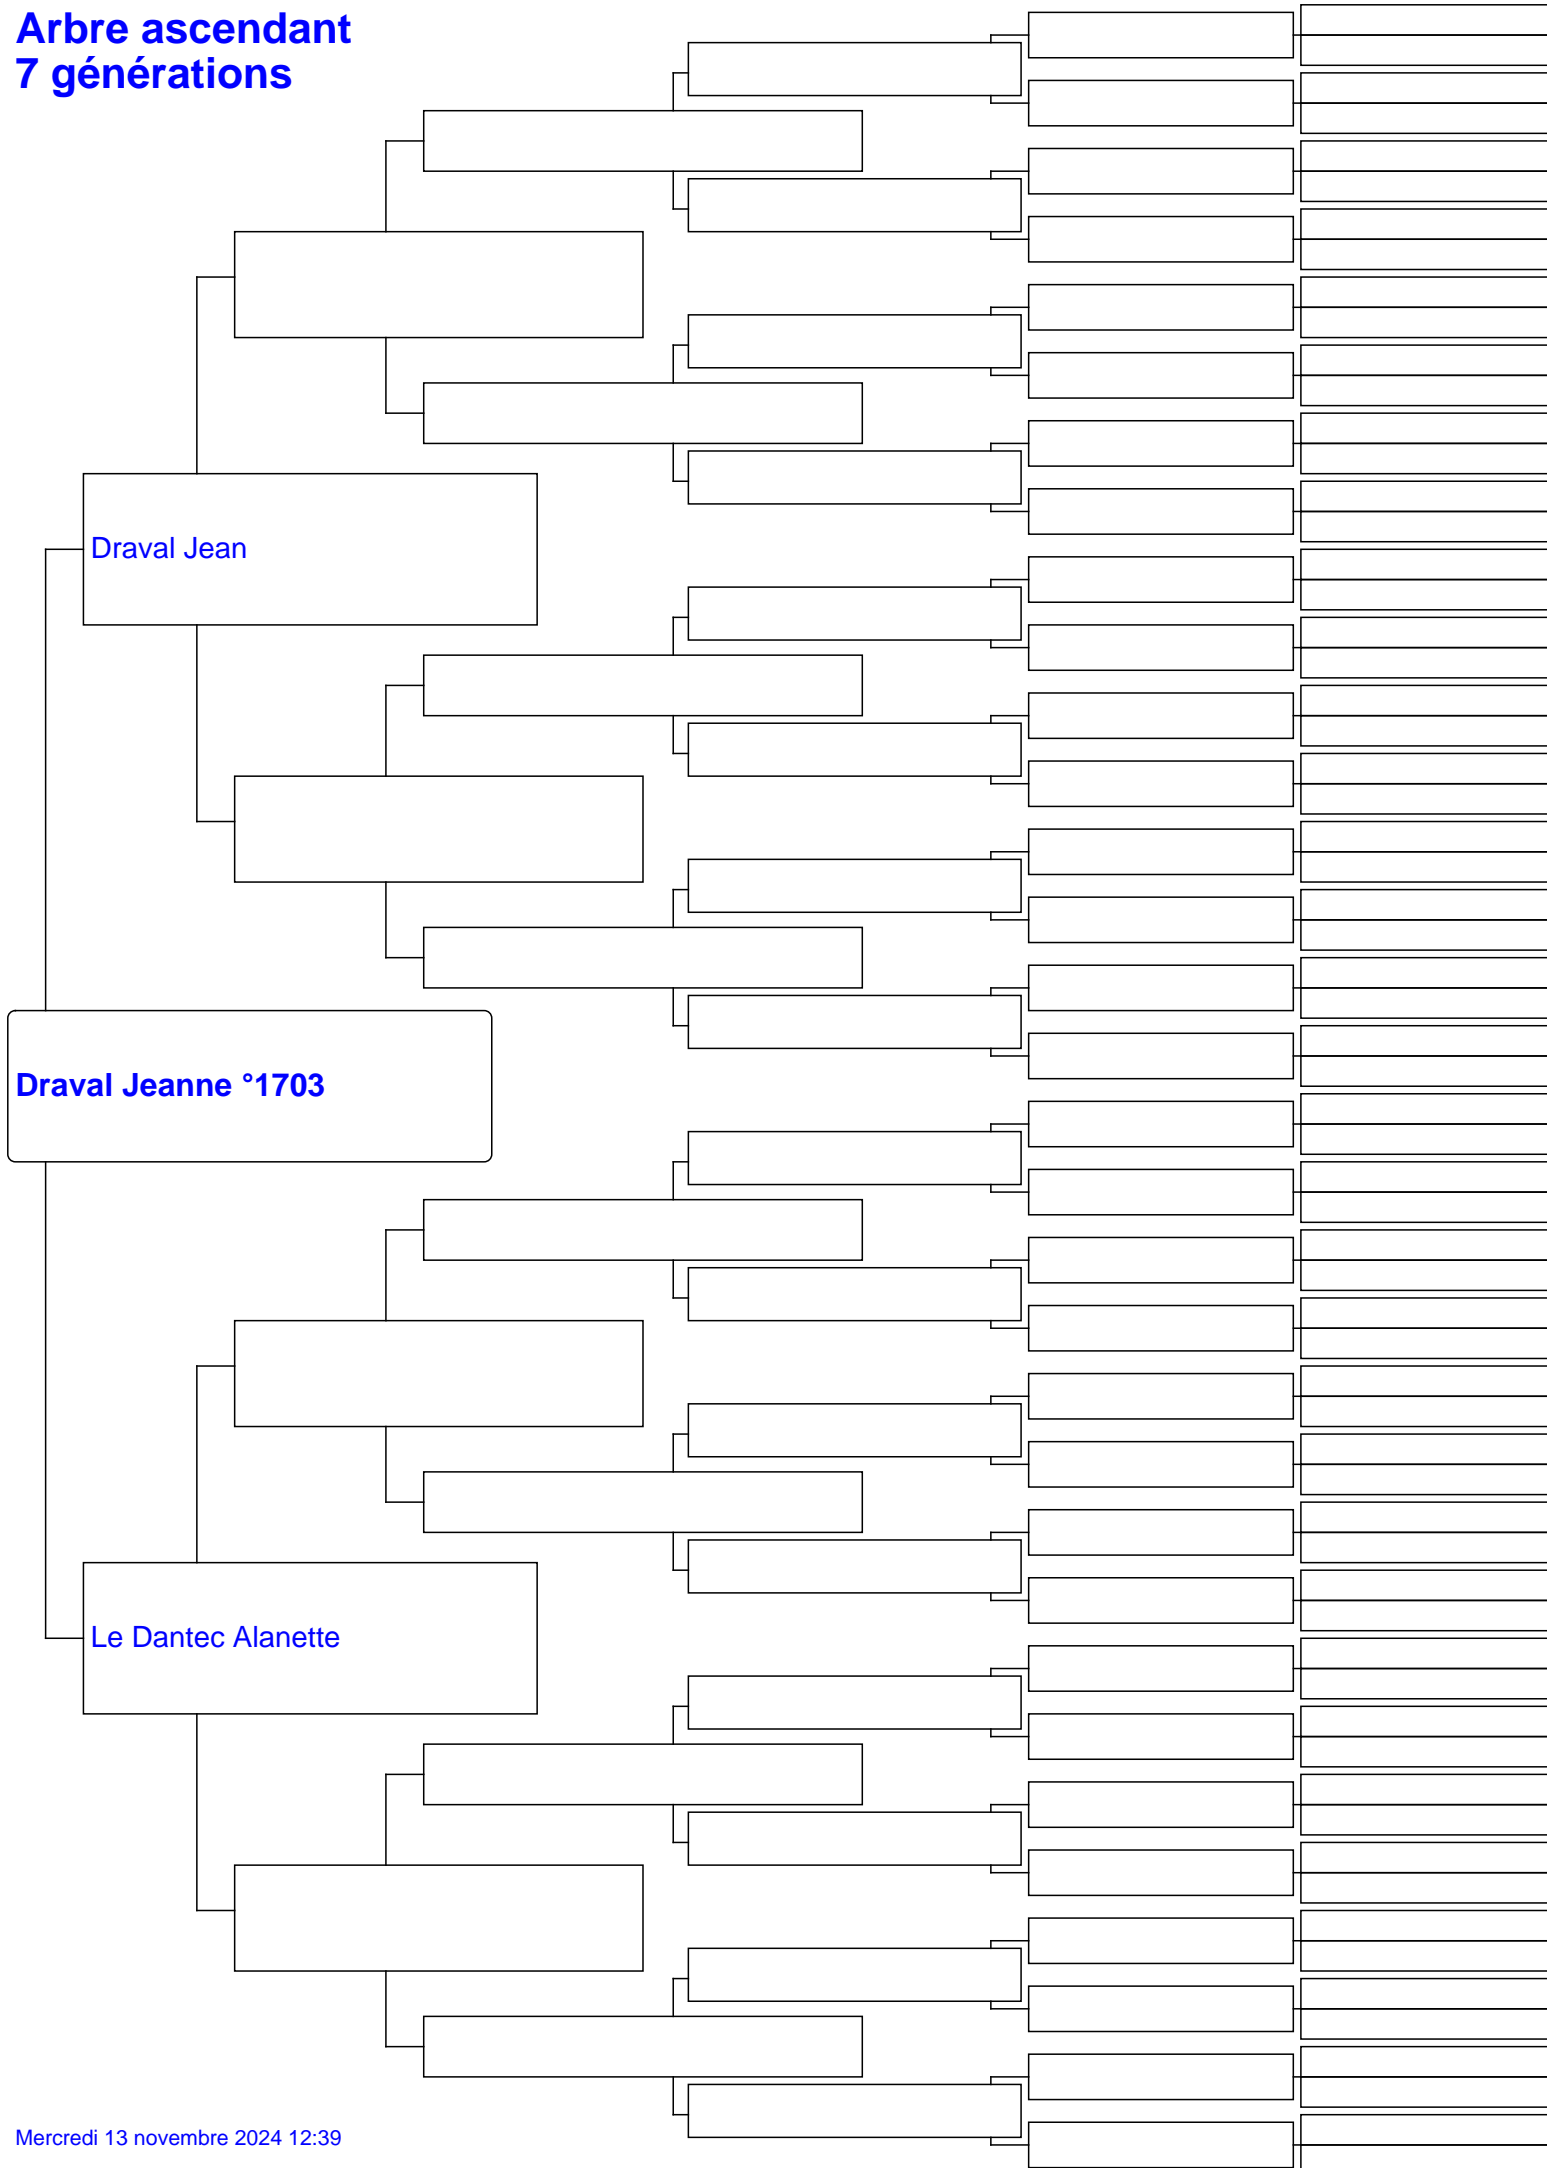 Arbre ascendant
7 générations
Draval Jean
Draval Jeanne °1703
Le Dantec Alanette
Mercredi 13 novembre 2024 12:39